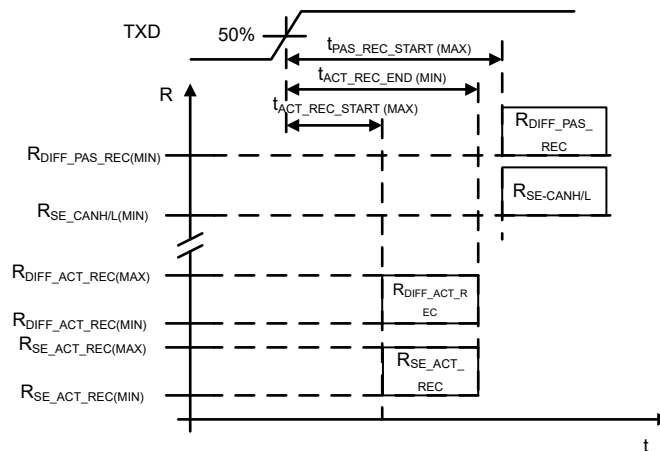 TXD
50%
tPAS_REC_START (MAX)
tACT_REC_END (MIN)
tACT_REC_START (MAX)
R
RDIFF_PAS_
REC
RDIFF_PAS_REC(MIN)
RSE-CANH/L
RSE_CANH/L(MIN)
RDIFF_ACT_REC(MAX)
RDIFF_ACT_R
EC
RDIFF_ACT_REC(MIN)
RSE_ACT_REC(MAX)
RSE_ACT_
REC
RSE_ACT_REC(MIN)
t